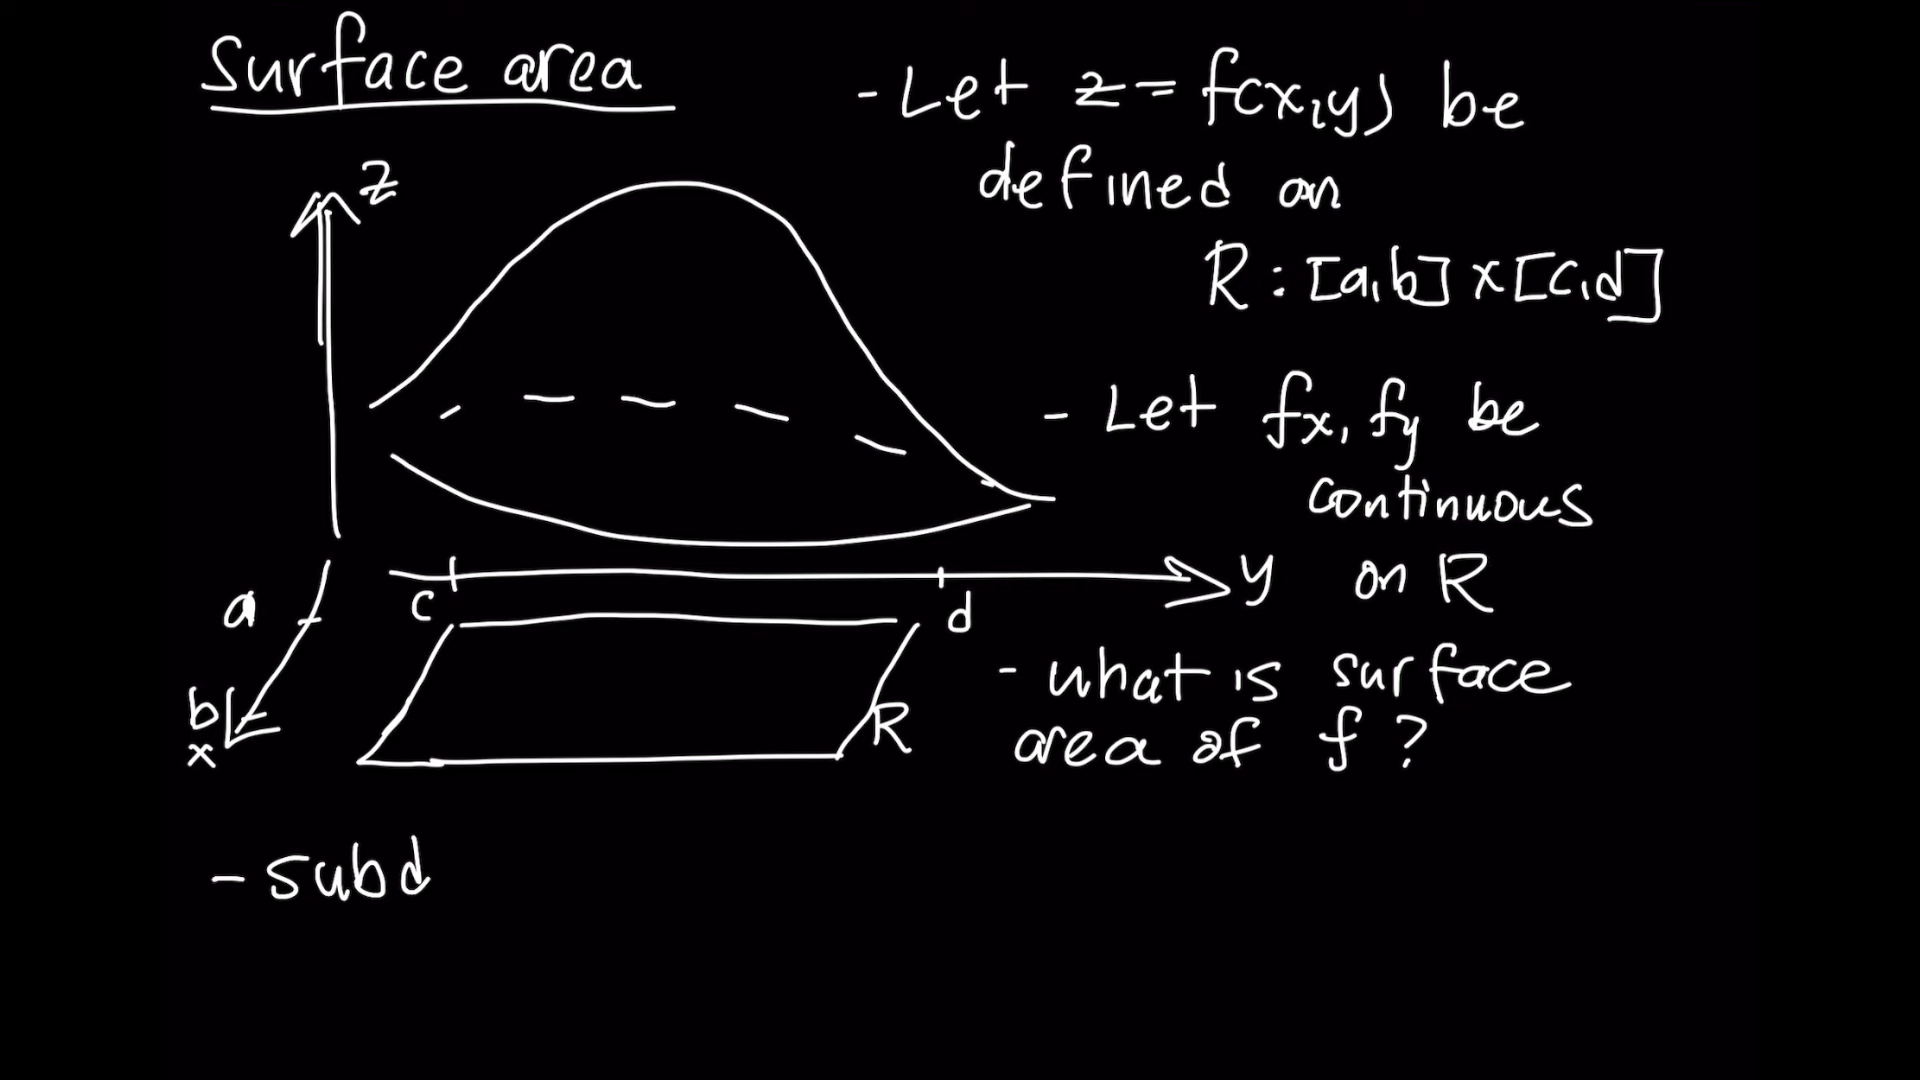 Surface area
- Let z = f(x,y) be
defined on
R : [a,b] x [c,d]
z
- Let fx, fy be
continuous
on R
y
a
c
d
b
x
R
- what is surface
area of f ?
- subd